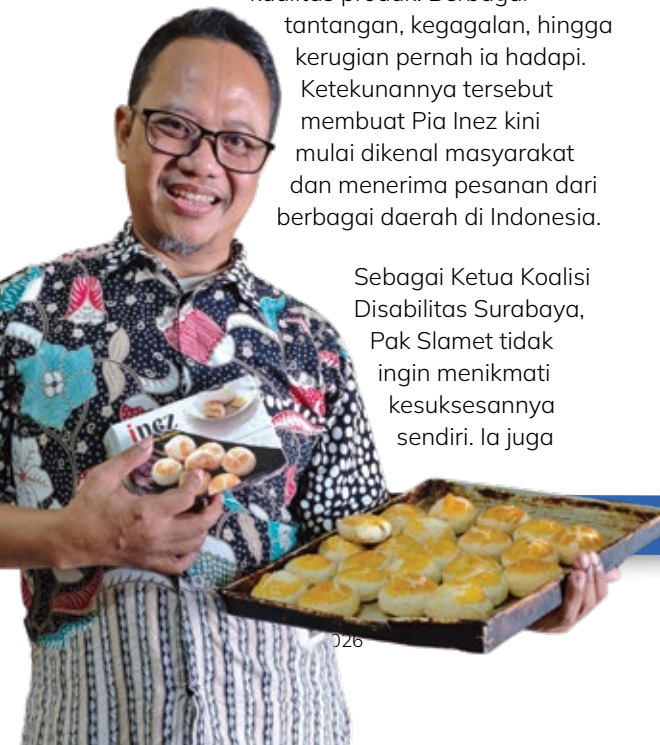 tantangan, kegagalan, hingga
kerugian pernah ia hadapi.
Ketekunannya tersebut
membuat Pia Inez kini
mulai dikenal masyarakat
dan menerima pesanan dari
berbagai daerah di Indonesia.
Sebagai Ketua Koalisi
Disabilitas Surabaya,
Pak Slamet tidak
ingin menikmati
kesuksesannya
sendiri. Ia juga
inez
026